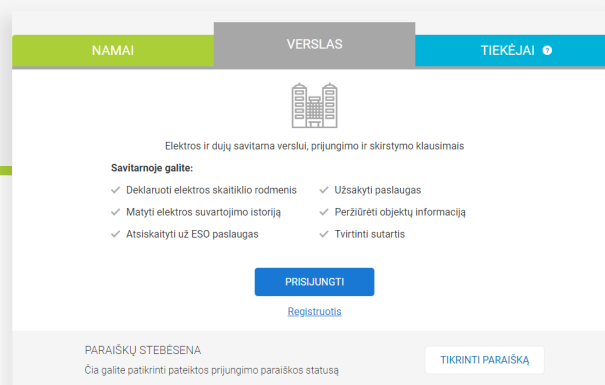 NAMAI
VERSLAS
TIEKĖJAI ?
Elektros ir dujų savitarna verslui, prijungimo ir skirstymo klausimais
Savitarnoje galite:
Deklaruoti elektros skaitiklio rodmenis
Užsakyti paslaugas
Matyti elektros suvartojimo istoriją
Peržiūrėti objektų informaciją
Atsiskaityti už ESO paslaugas
Tvirtinti sutartis
PRISIJUNGTI
Registruotis
PARAIŠKŲ STEBĖSENA
Čia galite patikrinti pateiktos prijungimo paraiškos statusą
TIKRINTI PARAIŠKĄ